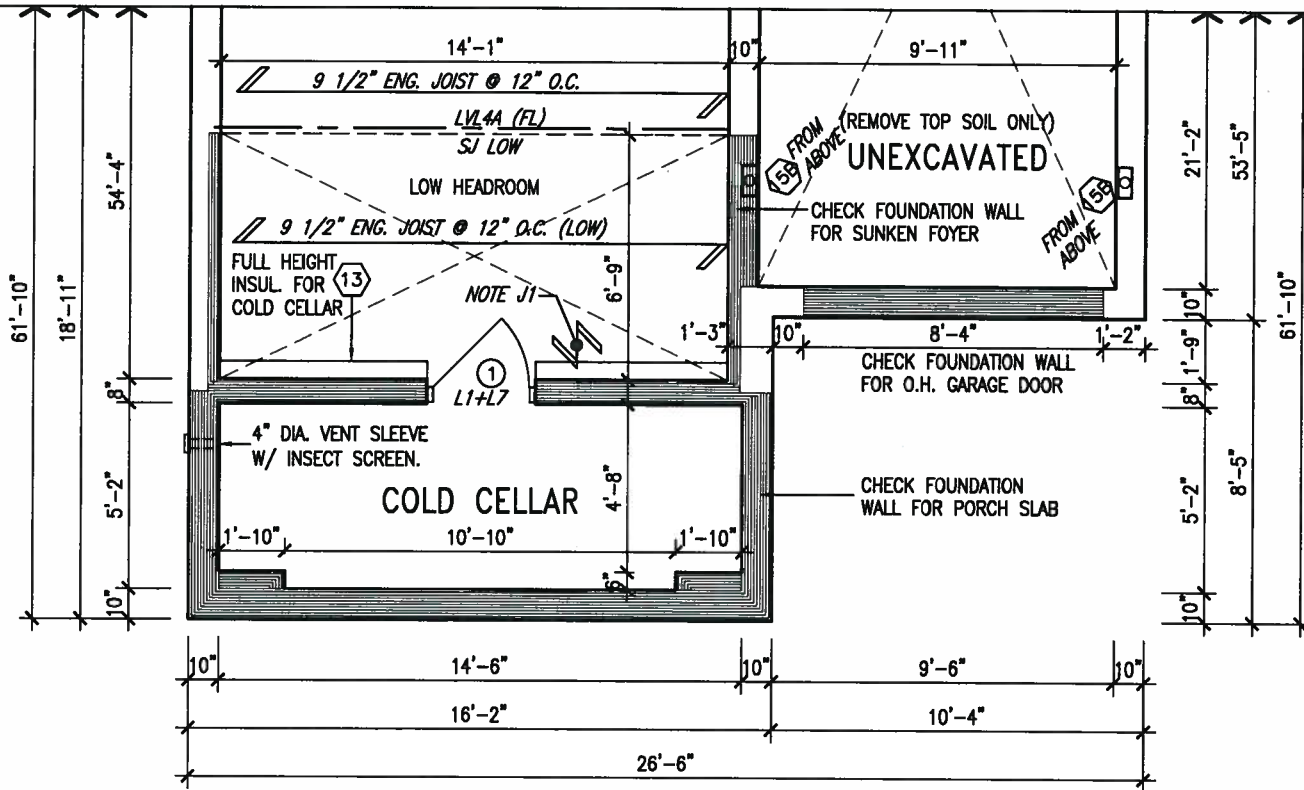 14'-1"
10"
9'-11"
9 1/2" ENG. JOIST @ 12" O.C.
LVL4A (FL)
SJ LOW
LOW HEADROOM
9 1/2" ENG. JOIST @ 12" O.C. (LOW)
FULL HEIGHT
INSUL. FOR
COLD CELLAR
13
NOTE J1
6'-9"
1'-3"
(REMOVE TOP SOIL ONLY)
UNEXCAVATED
15B
FROM
ABOVE
CHECK FOUNDATION WALL
FOR SUNKEN FOYER
FROM
ABOVE
15B
10"
8'-4"
1'-2"
CHECK FOUNDATION WALL
FOR O.H. GARAGE DOOR
1
L1+L7
4" DIA. VENT SLEEVE
W/ INSECT SCREEN.
COLD CELLAR
4'-8"
CHECK FOUNDATION
WALL FOR PORCH SLAB
1'-10"
10'-10"
1'-10"
6"
61'-10"
18'-11"
54'-4"
8"
5'-2"
10"
21'-2"
53'-5"
61'-10"
10"
1'-9"
8"
5'-2"
8'-5"
10"
10"
14'-6"
10"
9'-6"
10"
16'-2"
10'-4"
26'-6"